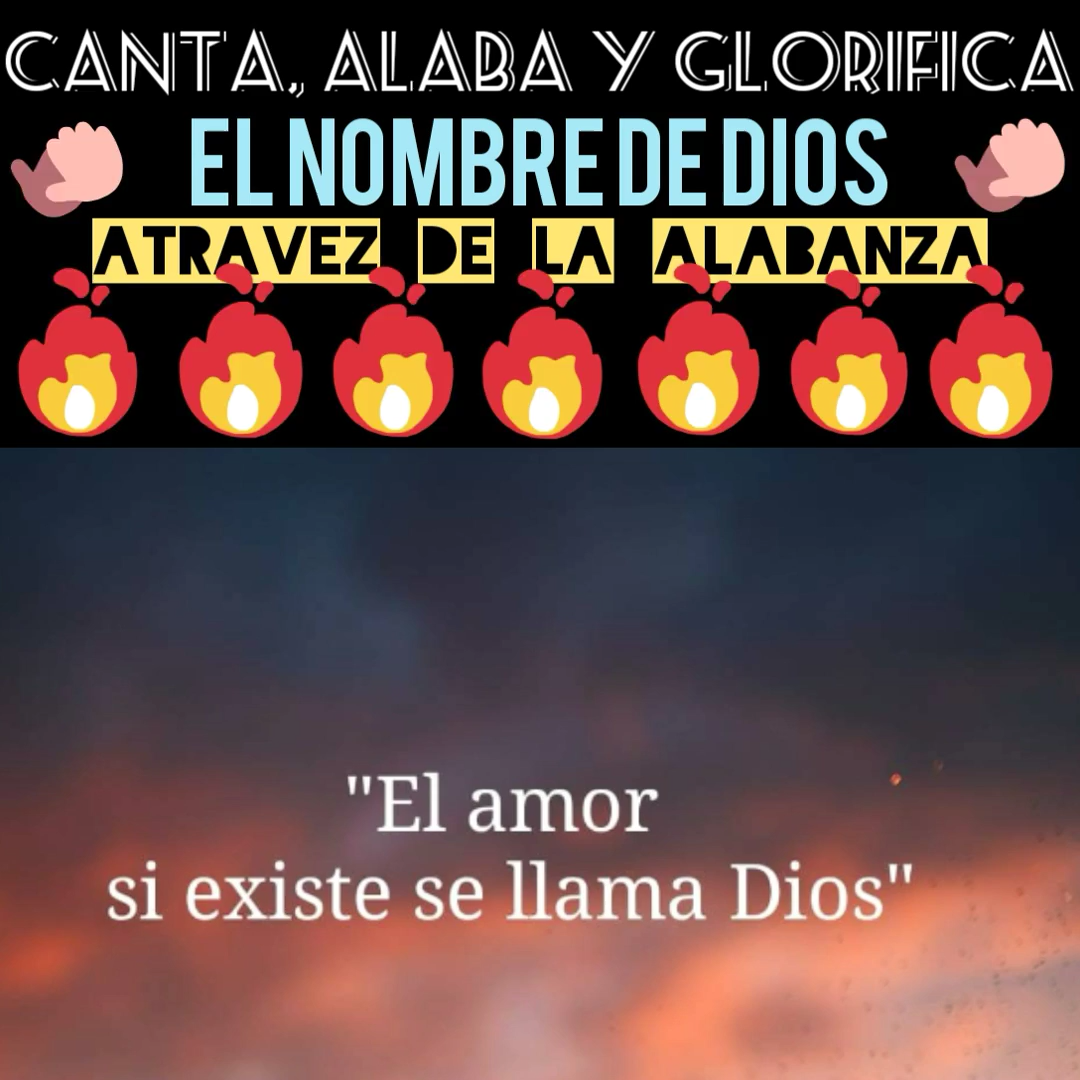 CANTA, ALABA Y GLORIFICA
EL NOMBRE DE DIOS
ATRAVEZ DE LA ALABANZA
"El amor
si existe se llama Dios"